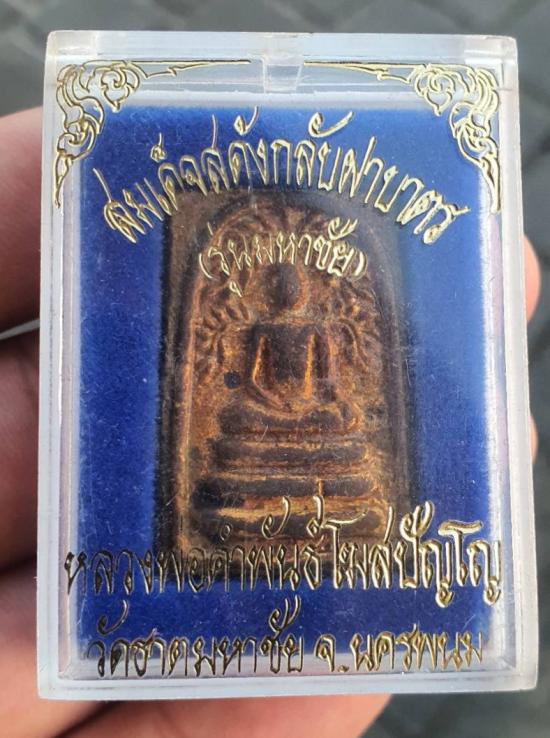 สมเด็จสดังกลับฝาบาตร
(รุ่นมหาชัย)
หลวงพ่อคำพันธ์ โฆสปัญโญ
วัดธาตุมหาชัย จ.นครพนม